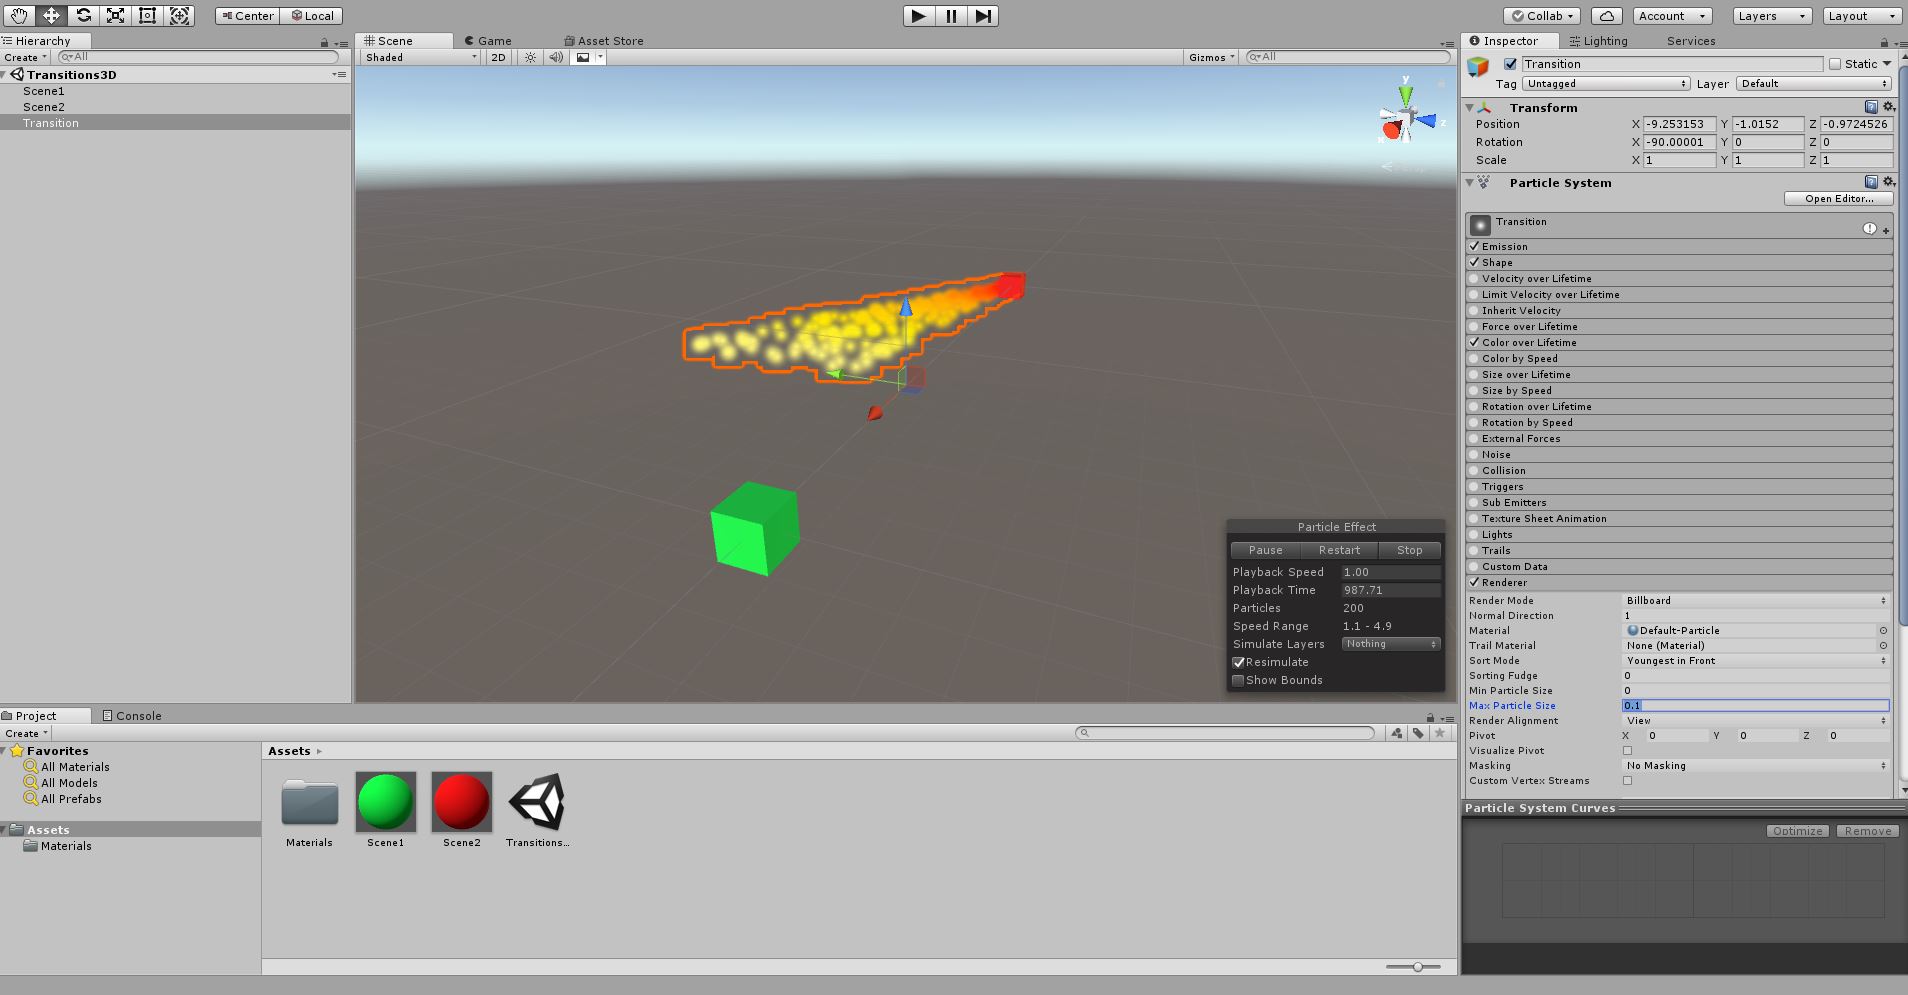 Center Local Collab Account Layers Layout
Hierarchy
Create All
Transitions3D
Scene1
Scene2
Transition
Scene Game Asset Store
Shaded 2D Gizmos All
y
z
x
Particle Effect
Pause Restart Stop
Playback Speed 1.00
Playback Time 987.71
Particles 200
Speed Range 1.1 - 4.9
Simulate Layers Nothing
Resimulate
Show Bounds
Inspector Lighting Services
Transition Static
Tag Untagged Layer Default
Transform
Position X -9.253153 Y -1.0152 Z -0.9724526
Rotation X -90.00001 Y 0 Z 0
Scale X 1 Y 1 Z 1
Particle System
Open Editor...
Transition
Emission
Shape
Velocity over Lifetime
Limit Velocity over Lifetime
Inherit Velocity
Force over Lifetime
Color over Lifetime
Color by Speed
Size over Lifetime
Size by Speed
Rotation over Lifetime
Rotation by Speed
External Forces
Noise
Collision
Triggers
Sub Emitters
Texture Sheet Animation
Lights
Trails
Custom Data
Renderer
Render Mode Billboard
Normal Direction 1
Material Default-Particle
Trail Material None (Material)
Sort Mode Youngest in Front
Sorting Fudge 0
Min Particle Size 0
Max Particle Size 0.1
Render Alignment View
Pivot X 0 Y 0 Z 0
Visualize Pivot
Masking No Masking
Custom Vertex Streams
Particle System Curves
Optimize Remove
Project Console
Create
Favorites
All Materials
All Models
All Prefabs
Assets
Materials
Assets
Materials Scene1 Scene2 Transitions...